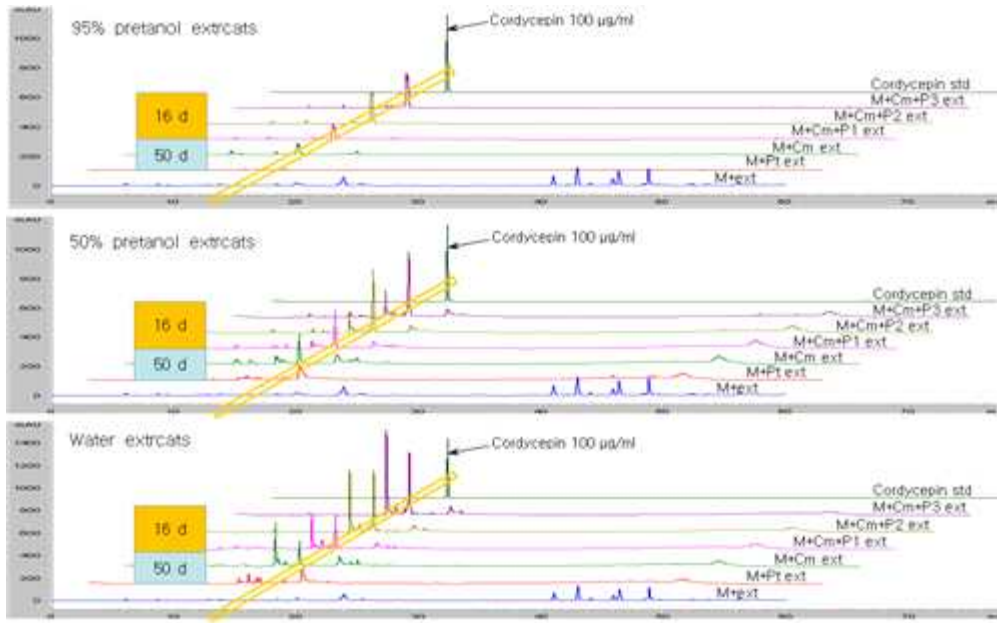 95% pretanol extrcats
Cordycepin 100 µg/ml
Cordycepin std
M+Cm+P3 ext
M+Cm+P2 ext
M+Cm+P1 ext
M+Cm ext
M+Pt ext
M+ext
16 d
50 d
50% pretanol extrcats
Cordycepin 100 µg/ml
Cordycepin std
M+Cm+P3 ext
M+Cm+P2 ext
M+Cm+P1 ext
M+Cm ext
M+Pt ext
M+ext
16 d
50 d
Water extrcats
Cordycepin 100 µg/ml
Cordycepin std
M+Cm+P3 ext
M+Cm+P2 ext
M+Cm+P1 ext
M+Cm ext
M+Pt ext
M+ext
16 d
50 d